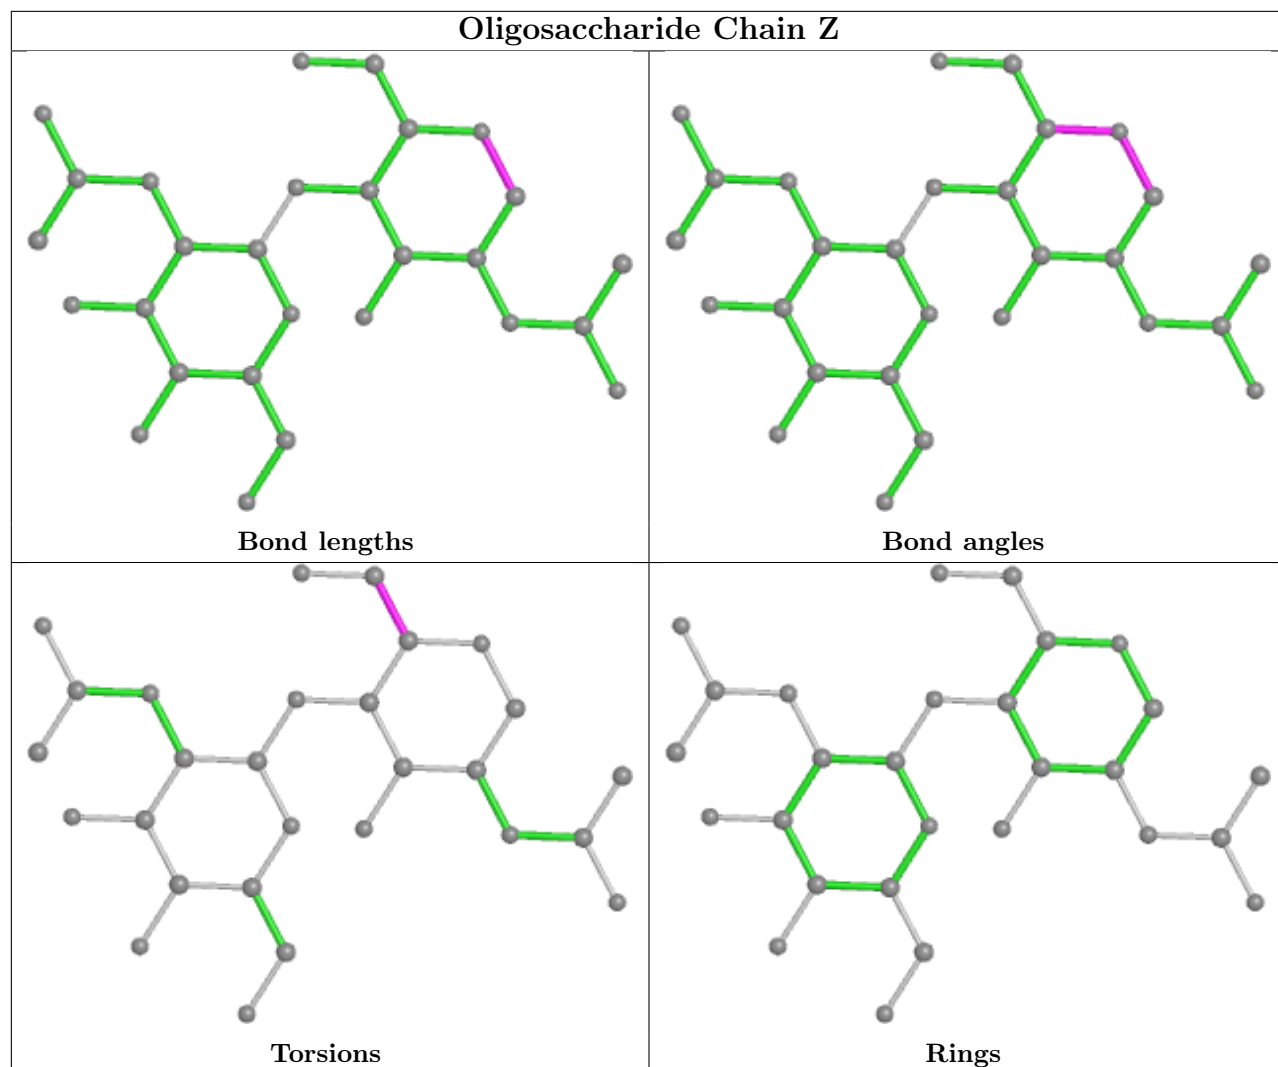 Oligosaccharide Chain Z
Bond lengths
Bond angles
Torsions
Rings